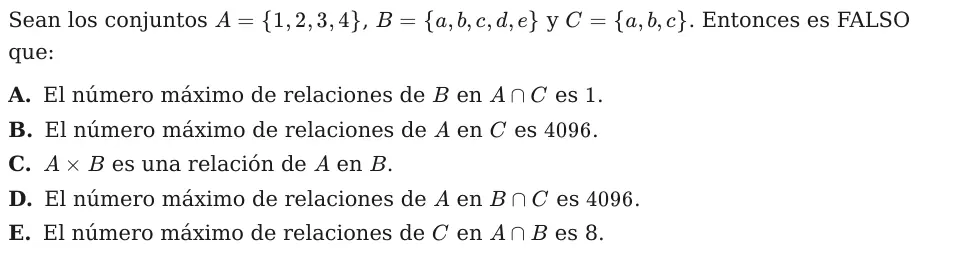 Sean los conjuntos A = {1, 2, 3, 4}, B = {a, b, c, d, e} y C = {a, b, c}. Entonces es FALSO
que:
A. El número máximo de relaciones de B en A ∩ C es 1.
B. El número máximo de relaciones de A en C es 4096.
C. A × B es una relación de A en B.
D. El número máximo de relaciones de A en B ∩ C es 4096.
E. El número máximo de relaciones de C en A ∩ B es 8.